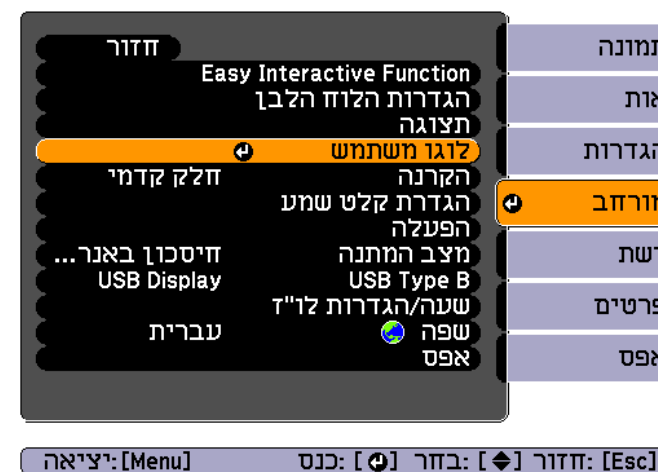 חזור
Easy Interactive Function
הגדרות הלוח הלבן
תצוגה
לוגו משתמש
הקרנה חלק קדמי
הגדרת קלט שמע
הפעלה
מצב המתנה חיסכון באנר...
USB Type B USB Display
שעה/הגדרות לו"ז
שפה עברית
אפס
תמונה
אות
הגדרות
מורחב
רשת
פרטים
אפס
[Esc] :חזור [] :בחר [] :כנס [Menu] :יציאה